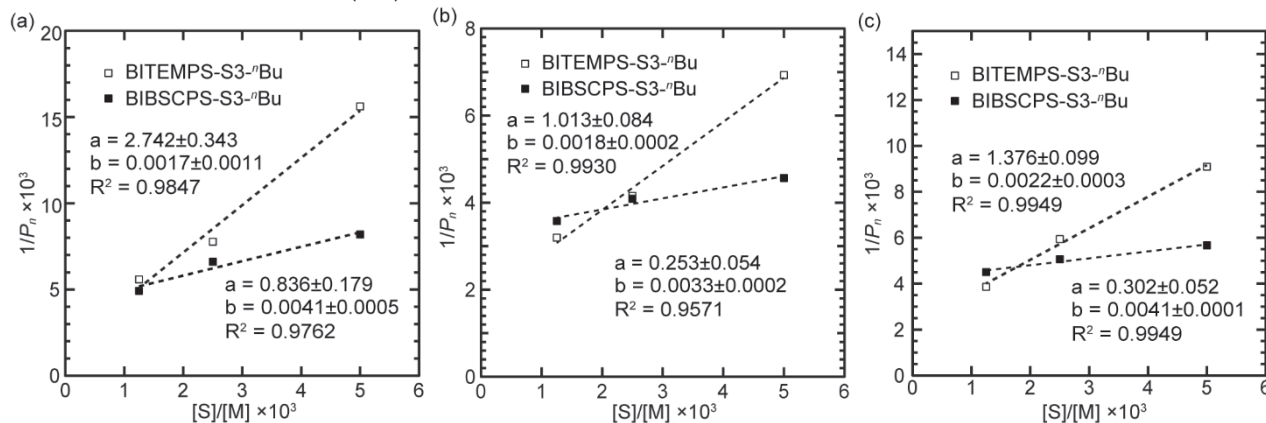 (a)
20
15
10
5
0
0
1
2
3
4
5
6
1/Pₙ ×10³
[S]/[M] ×10³
BITEMPS-S3-ⁿBu
BIBSCPS-S3-ⁿBu
a = 2.742±0.343
b = 0.0017±0.0011
R² = 0.9847
a = 0.836±0.179
b = 0.0041±0.0005
R² = 0.9762
(b)
8
6
4
2
0
0
1
2
3
4
5
6
1/Pₙ ×10³
[S]/[M] ×10³
BITEMPS-S3-ⁿBu
BIBSCPS-S3-ⁿBu
a = 1.013±0.084
b = 0.0018±0.0002
R² = 0.9930
a = 0.253±0.054
b = 0.0033±0.0002
R² = 0.9571
(c)
14
12
10
8
6
4
2
0
0
1
2
3
4
5
6
1/Pₙ ×10³
[S]/[M] ×10³
BITEMPS-S3-ⁿBu
BIBSCPS-S3-ⁿBu
a = 1.376±0.099
b = 0.0022±0.0003
R² = 0.9949
a = 0.302±0.052
b = 0.0041±0.0001
R² = 0.9949